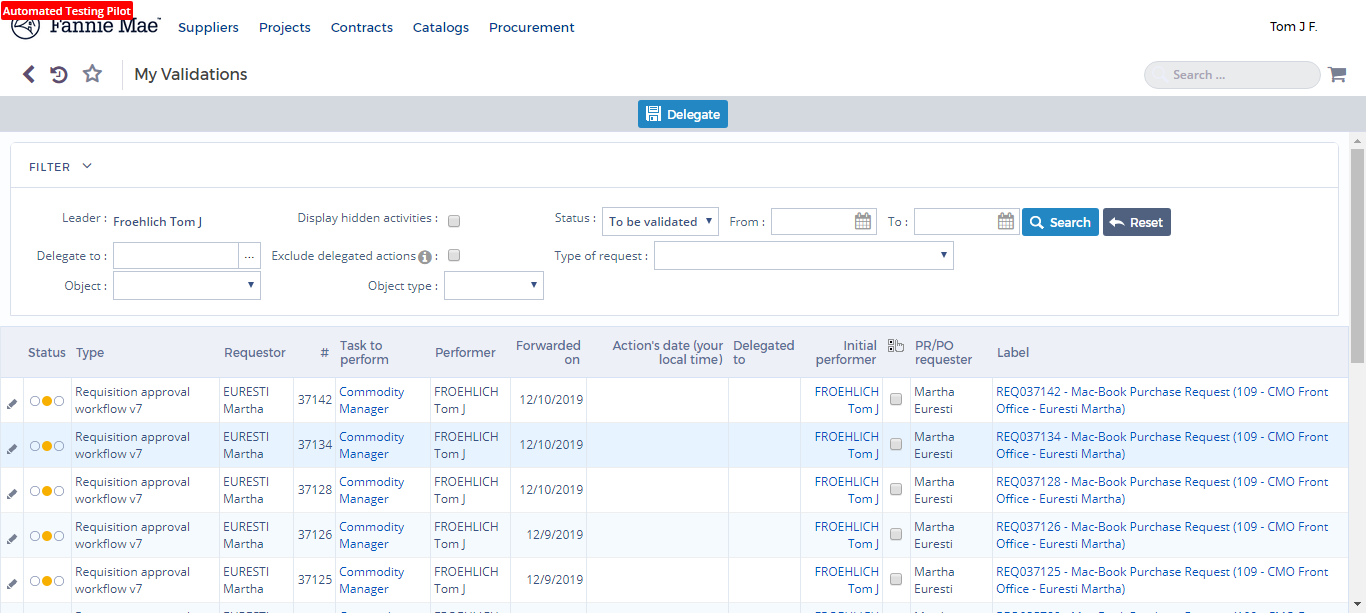 Automated Testing Pilot
Fannie Mae
Suppliers Projects Contracts Catalogs Procurement
Tom J F.
My Validations
Search ...
Delegate
FILTER
Leader : Froehlich Tom J Display hidden activities : Status : To be validated From : To : Search Reset
Delegate to : ... Exclude delegated actions i : Type of request :
Object : Object type :
Status Type Requestor # Task to perform Performer Forwarded on Action's date (your local time) Delegated to Initial performer PR/PO requester Label
Requisition approval EURESTI 37142 Commodity FROEHLICH 12/10/2019 FROEHLICH Martha REQ037142 - Mac-Book Purchase Request (109 - CMO Front
workflow v7 Martha Manager Tom J Tom J Euresti Office - Euresti Martha)
Requisition approval EURESTI 37134 Commodity FROEHLICH 12/10/2019 FROEHLICH Martha REQ037134 - Mac-Book Purchase Request (109 - CMO Front
workflow v7 Martha Manager Tom J Tom J Euresti Office - Euresti Martha)
Requisition approval EURESTI 37128 Commodity FROEHLICH 12/10/2019 FROEHLICH Martha REQ037128 - Mac-Book Purchase Request (109 - CMO Front
workflow v7 Martha Manager Tom J Tom J Euresti Office - Euresti Martha)
Requisition approval EURESTI 37126 Commodity FROEHLICH 12/9/2019 FROEHLICH Martha REQ037126 - Mac-Book Purchase Request (109 - CMO Front
workflow v7 Martha Manager Tom J Tom J Euresti Office - Euresti Martha)
Requisition approval EURESTI 37125 Commodity FROEHLICH 12/9/2019 FROEHLICH Martha REQ037125 - Mac-Book Purchase Request (109 - CMO Front
workflow v7 Martha Manager Tom J Tom J Euresti Office - Euresti Martha)